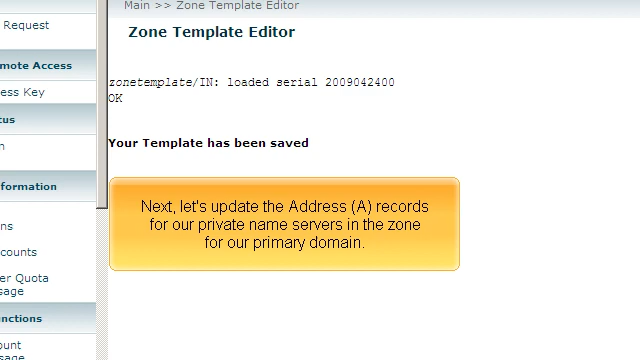 Main >> Zone Template Editor
Request
Zone Template Editor
mote Access
ess Key
zonetemplate/IN: loaded serial 2009042400
OK
tus
n
Your Template has been saved
formation
Next, let's update the Address (A) records
for our private name servers in the zone
for our primary domain.
ns
counts
er Quota
sage
nctions
ount
ssage